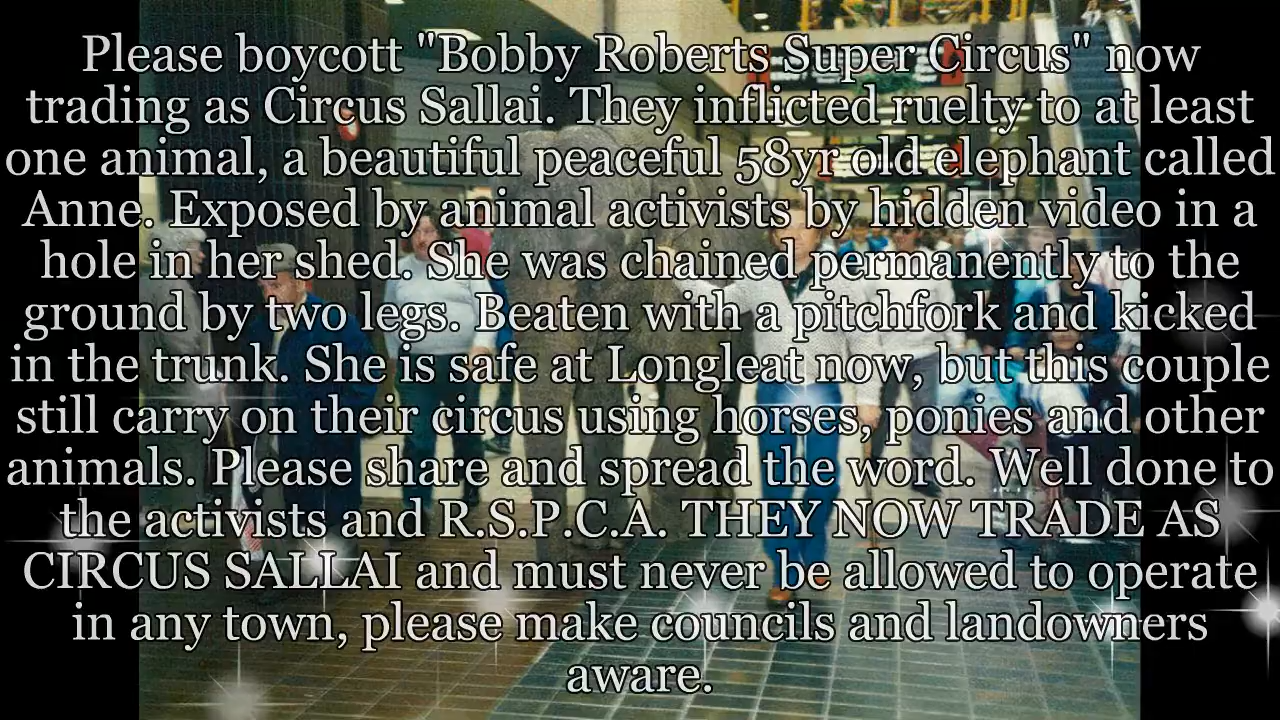 Please boycott "Bobby Roberts Super Circus" now
trading as Circus Sallai. They inflicted ruelty to at least
one animal, a beautiful peaceful 58yr old elephant called
Anne. Exposed by animal activists by hidden video in a
hole in her shed. She was chained permanently to the
ground by two legs. Beaten with a pitchfork and kicked
in the trunk. She is safe at Longleat now, but this couple
still carry on their circus using horses, ponies and other
animals. Please share and spread the word. Well done to
the activists and R.S.P.C.A. THEY NOW TRADE AS
CIRCUS SALLAI and must never be allowed to operate
in any town, please make councils and landowners
aware.